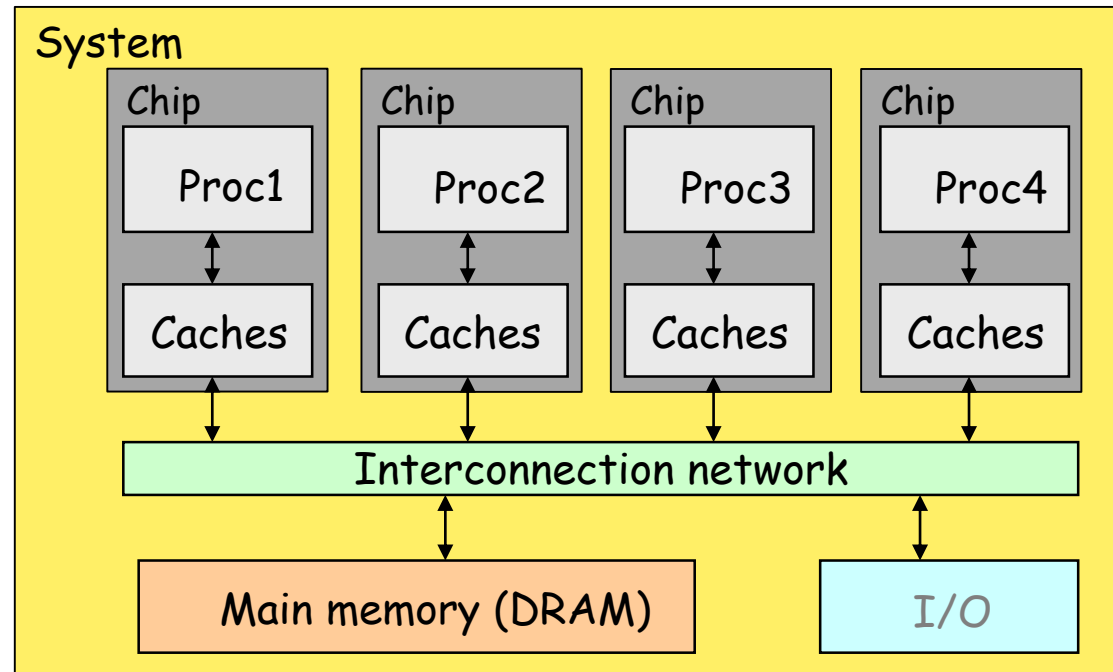 System
Chip
Chip
Chip
Chip
Proc1
Proc2
Proc3
Proc4
Caches
Caches
Caches
Caches
Interconnection network
Main memory (DRAM)
I/O